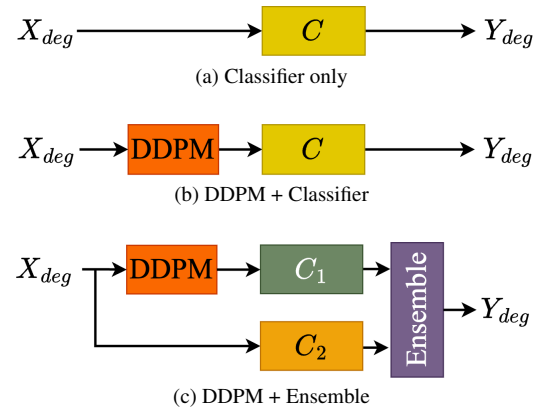 X_deg C Y_deg
(a) Classifier only
X_deg DDPM C Y_deg
(b) DDPM + Classifier
X_deg DDPM C_1 Ensemble Y_deg
C_2
(c) DDPM + Ensemble